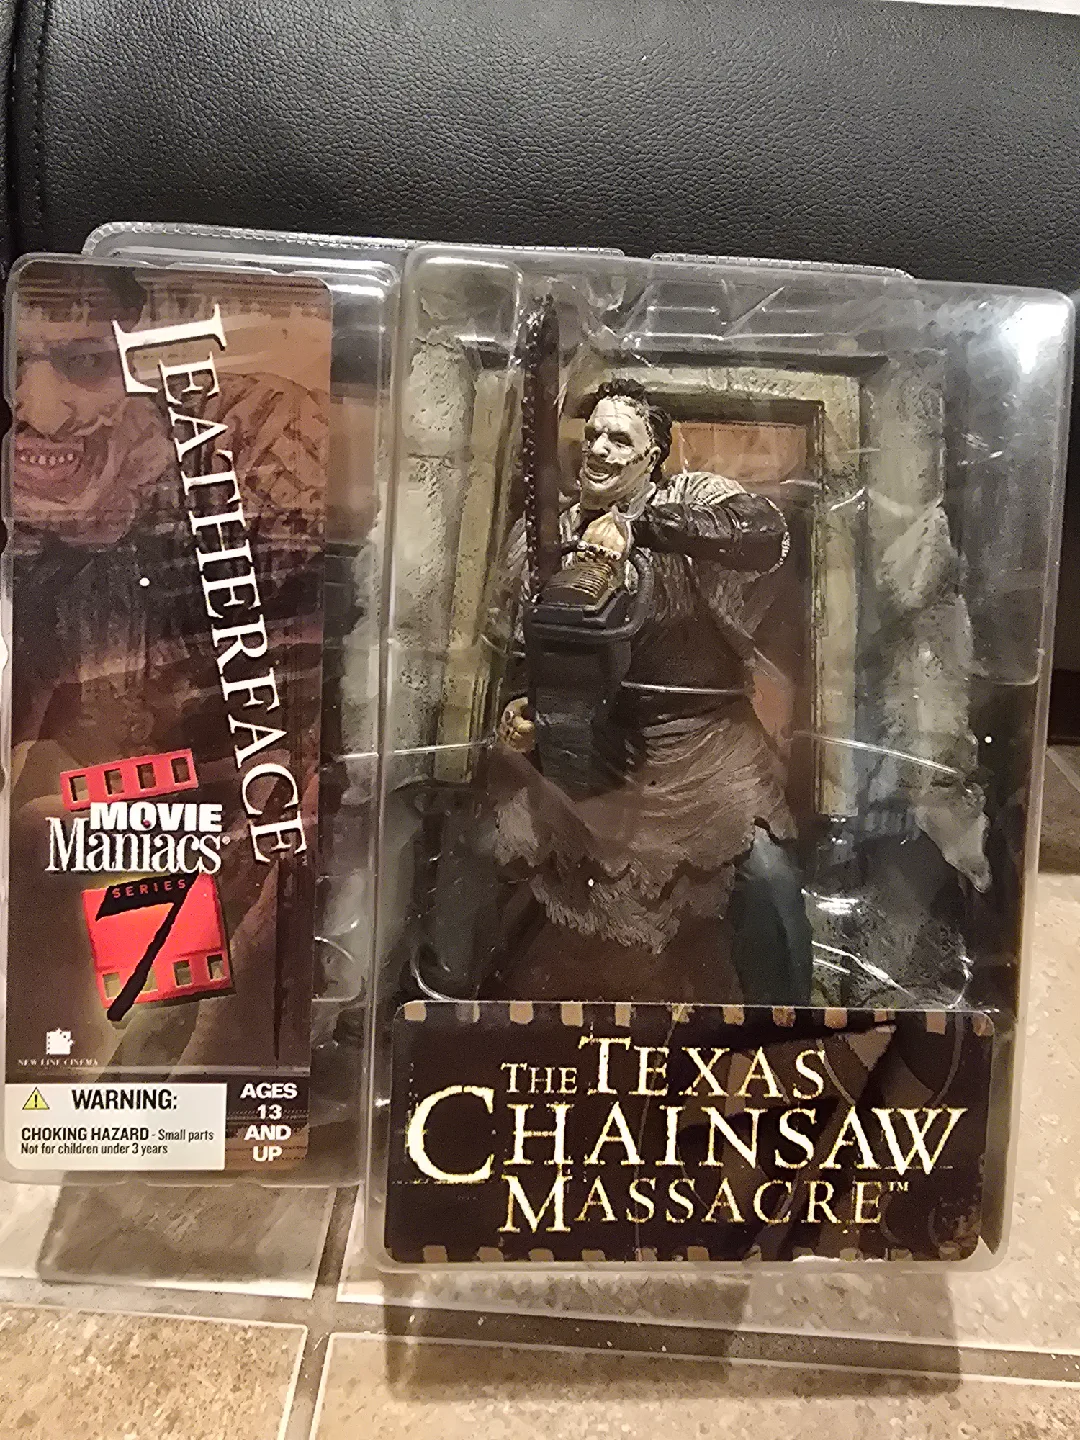 LEATHERFACE
MOVIE
Maniacs
SERIES
7
NEW LINE CINEMA
WARNING:
CHOKING HAZARD - Small parts
Not for children under 3 years
AGES
13
AND
UP
THE TEXAS
CHAINSAW
MASSACRE™